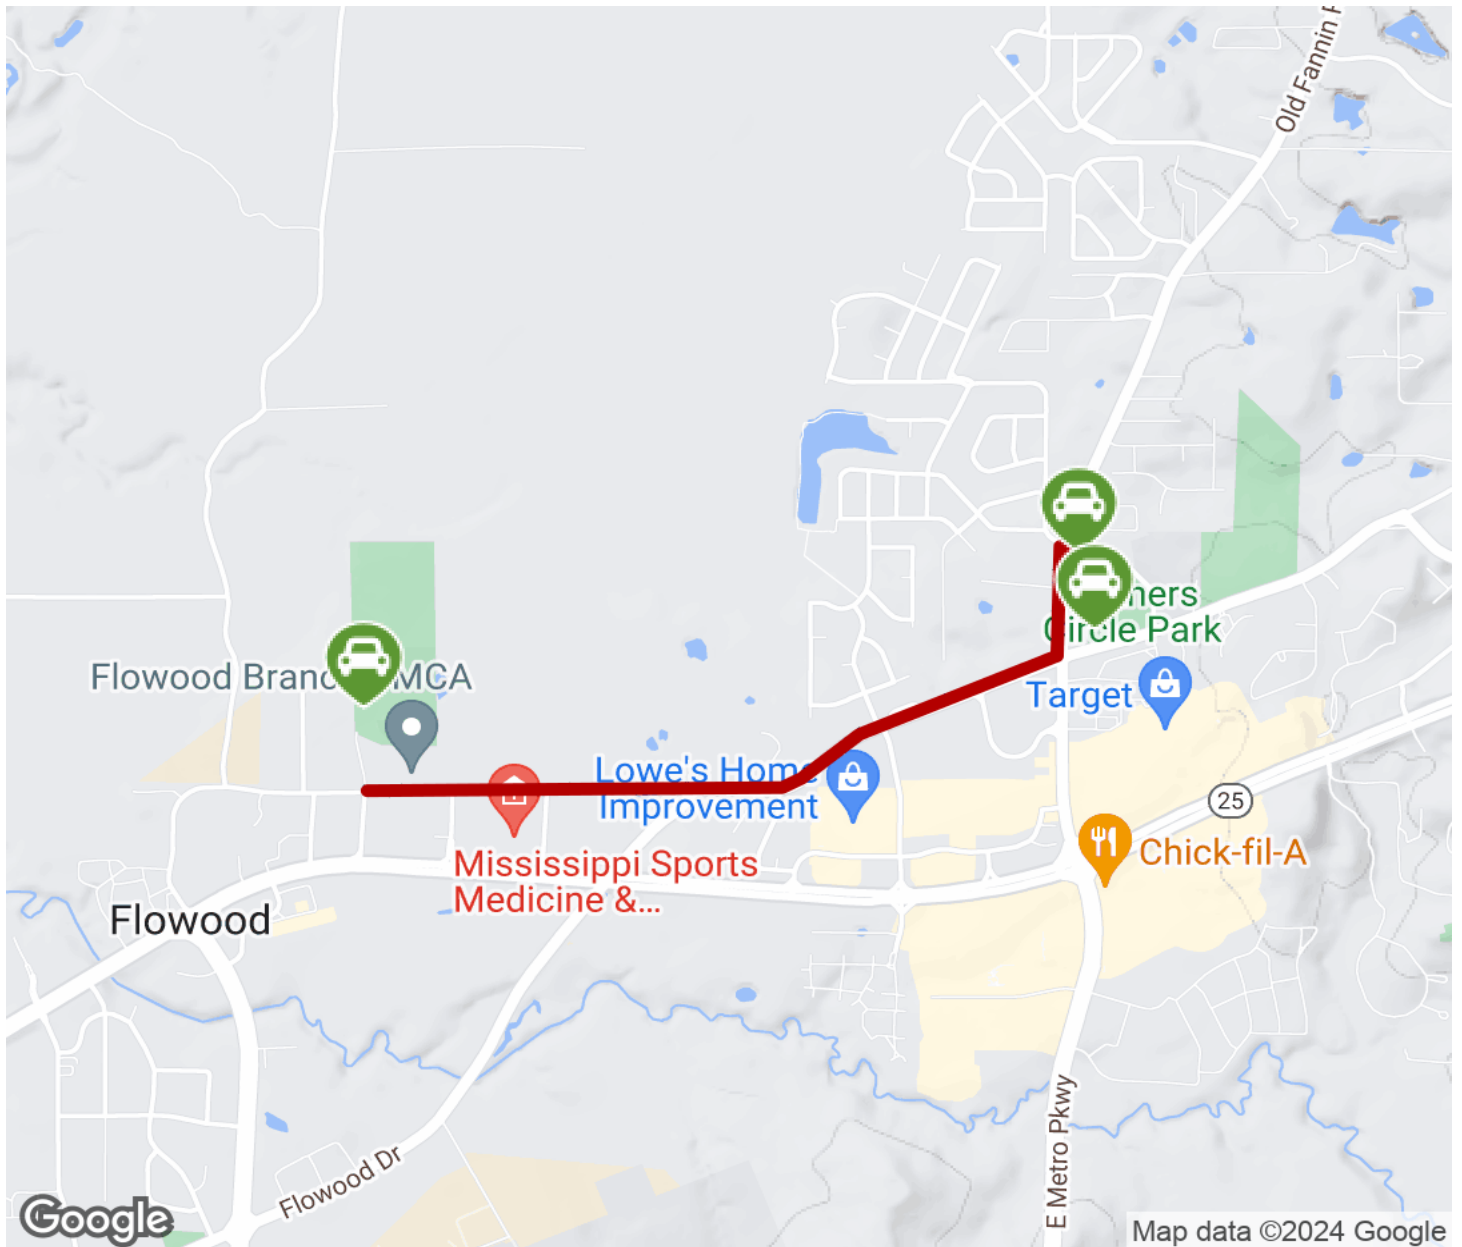 Old Fannin
Flowood Branc
MCA
hers
Circle Park
Target
Lowe's Home
Improvement
25
Chick-fil-A
Mississippi Sports
Medicine &...
Flowood
Flowood Dr
E Metro Pkwy
Google
Map data ©2024 Google